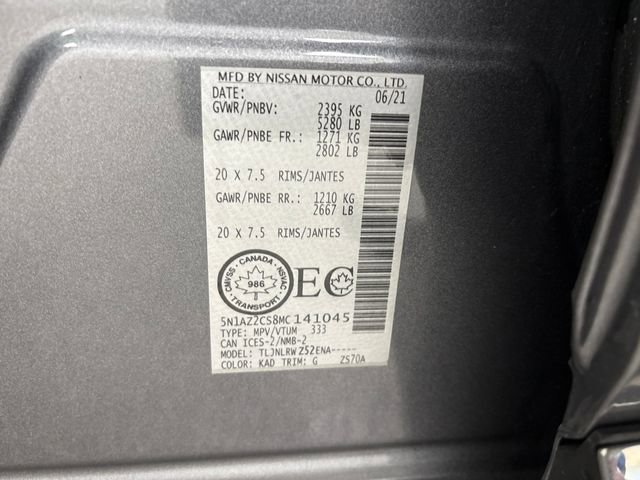 MFD BY NISSAN MOTOR CO., LTD.
DATE: 06/21
GVWR/PNBV: 2395 KG
5280 LB
GAWR/PNBE FR.: 1271 KG
2802 LB
20 X 7.5 RIMS/JANTES
GAWR/PNBE RR.: 1210 KG
2667 LB
20 X 7.5 RIMS/JANTES
CMVSS · CANADA · NSVAC · TRANSPORT ·
986
EC
5N1AZ2CS8MC141045
TYPE: MPV/VTUM 333
CAN ICES-2/NMB-2
MODEL: TLJNLRWZ52ENA-----
COLOR: KAD TRIM: G ZS70A